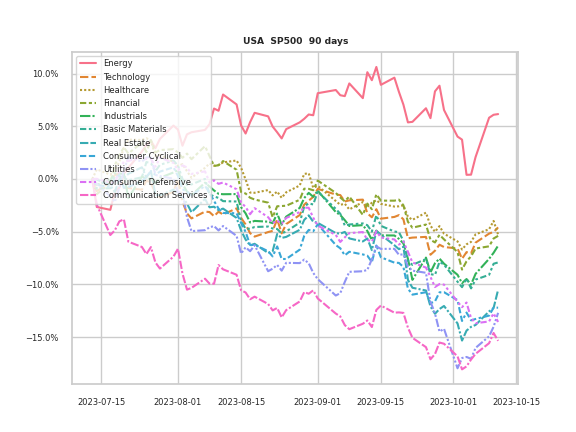 USA SP500 90 days
10.0%
5.0%
0.0%
−5.0%
−10.0%
−15.0%
Energy
Technology
Healthcare
Financial
Industrials
Basic Materials
Real Estate
Consumer Cyclical
Utilities
Consumer Defensive
Communication Services
2023-07-15 2023-08-01 2023-08-15 2023-09-01 2023-09-15 2023-10-01 2023-10-15